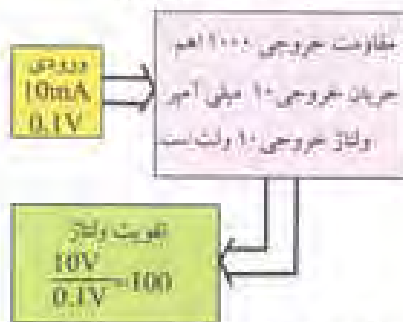 ورودی
10mA
0.1V
مقاومت خروجی ۱۰۰۰ اهم
جریان خروجی ۱۰ میلی آمپر
ولتاژ خروجی ۱۰ ولت است
تقویت ولتاژ
10V
0.1V
=100